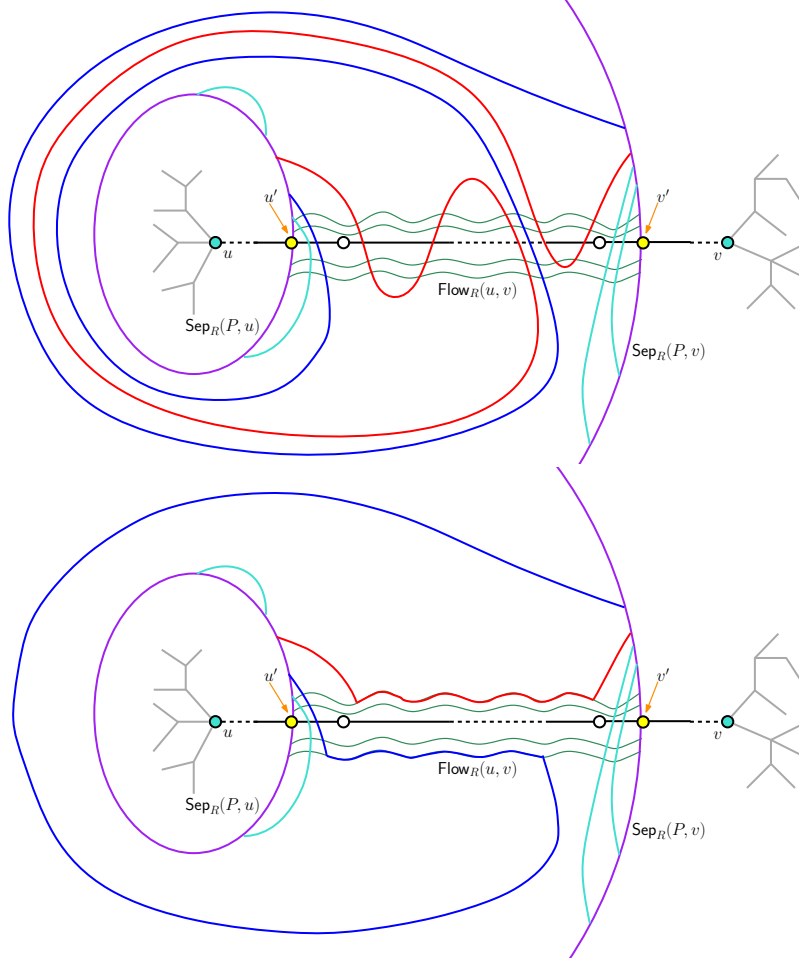 u′
v′
u
v
Flow_R(u, v)
Sep_R(P, u)
Sep_R(P, v)
u′
v′
u
v
Flow_R(u, v)
Sep_R(P, u)
Sep_R(P, v)